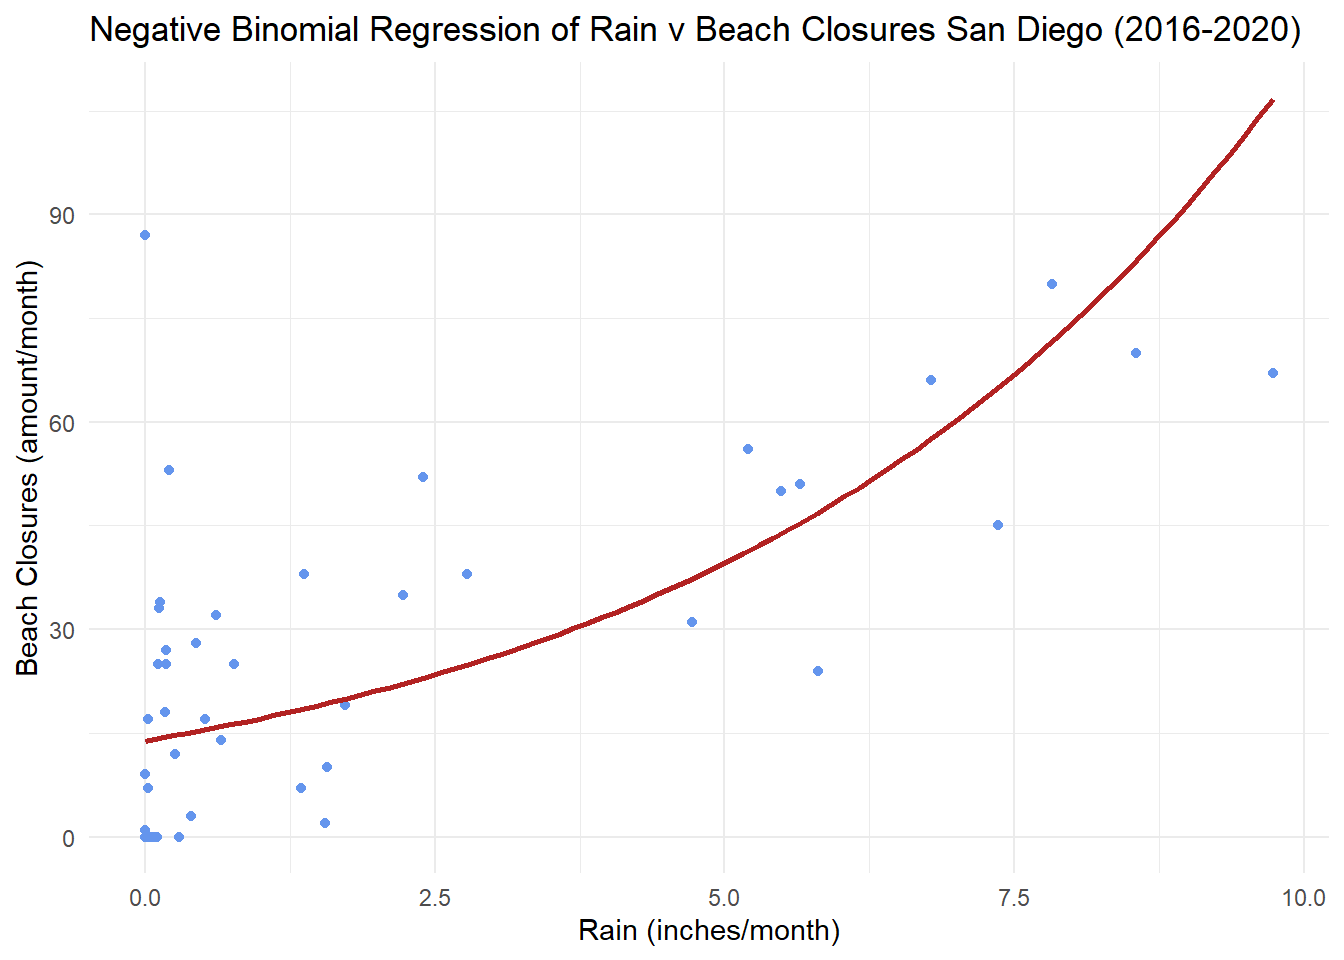 Negative Binomial Regression of Rain v Beach Closures San Diego (2016-2020)
Beach Closures (amount/month)
90
60
30
0
0.0 2.5 5.0 7.5 10.0
Rain (inches/month)